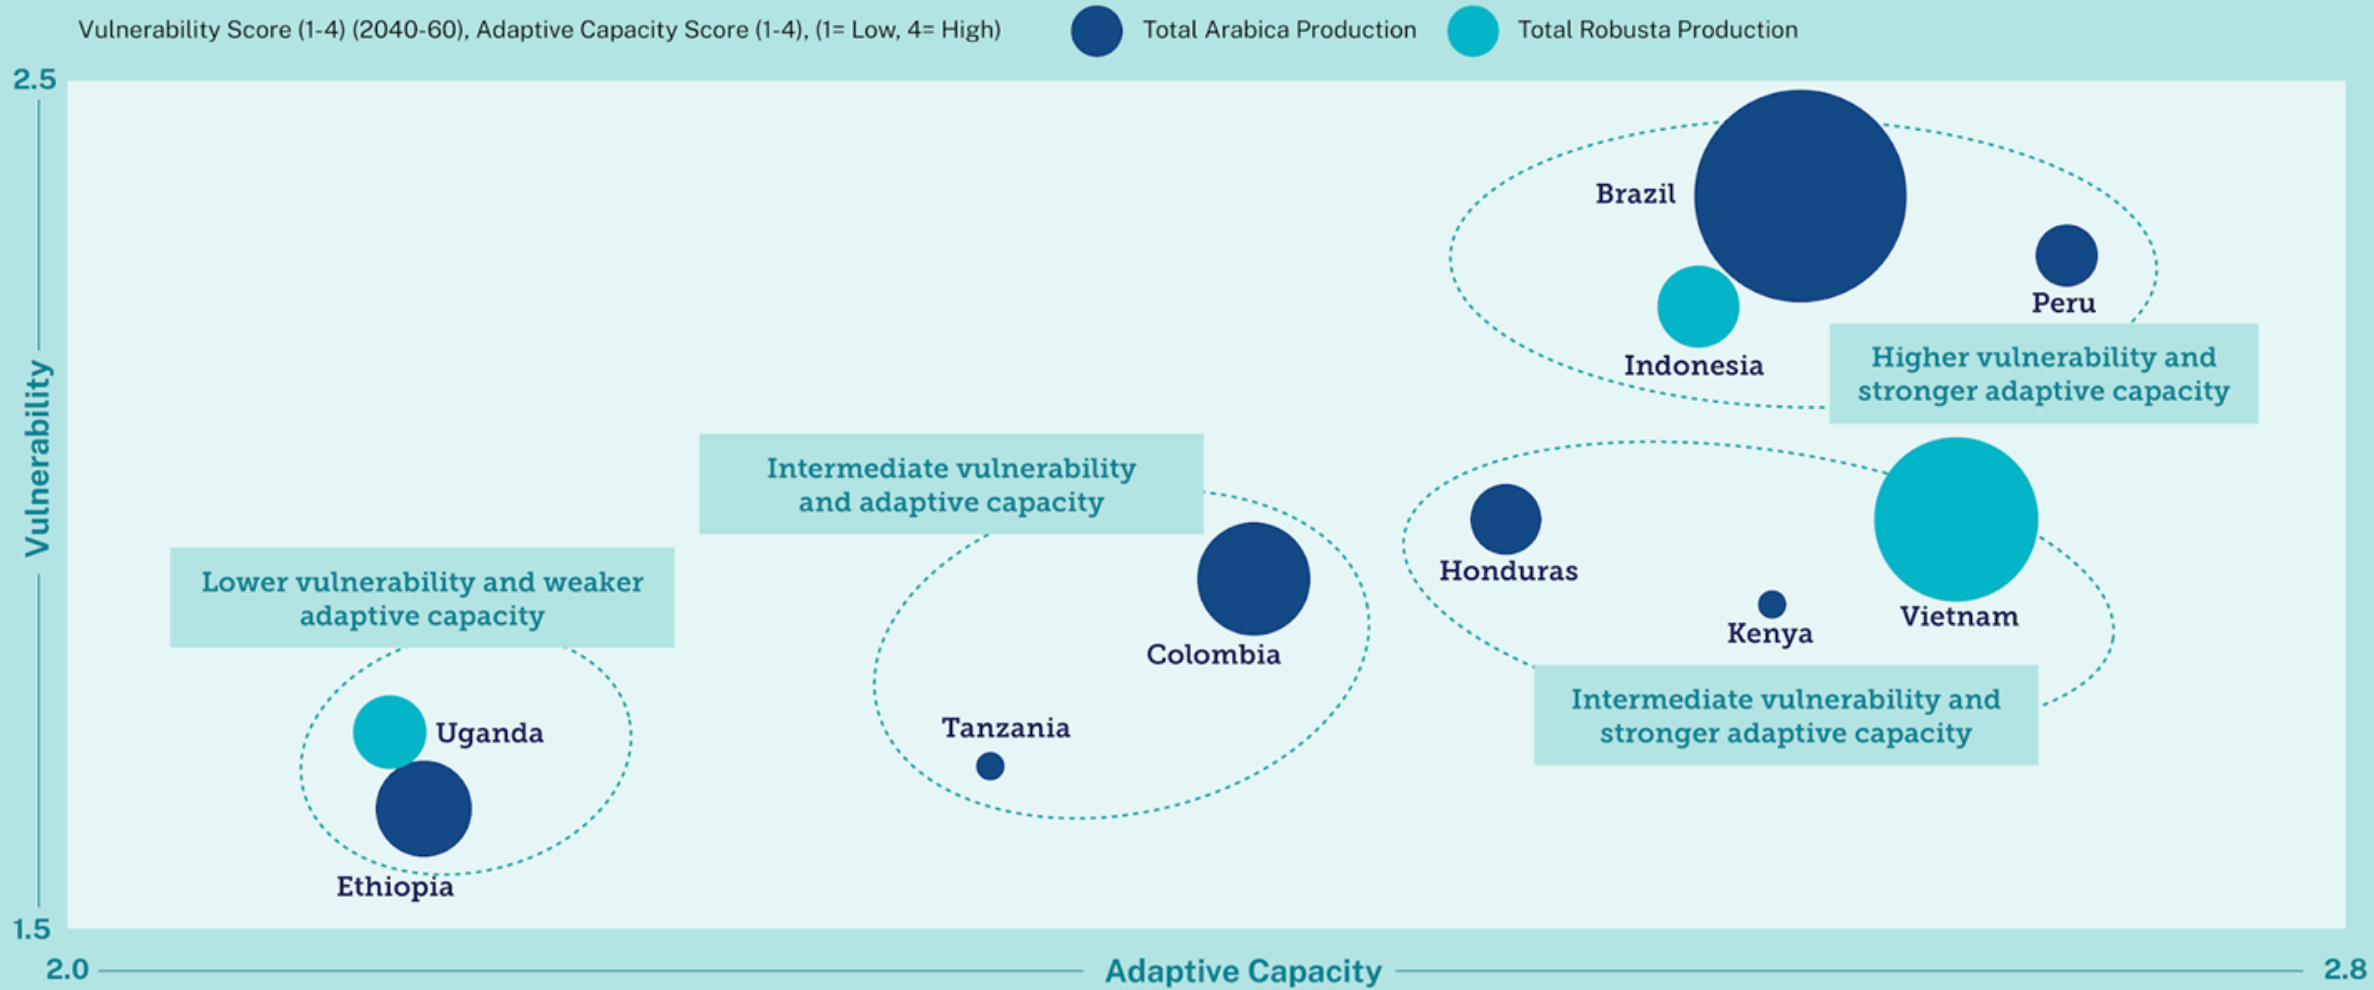 Vulnerability Score (1-4) (2040-60), Adaptive Capacity Score (1-4), (1= Low, 4= High)
Total Arabica Production
Total Robusta Production
2.5
Vulnerability
1.5
2.0
Adaptive Capacity
2.8
Brazil
Peru
Indonesia
Higher vulnerability and
stronger adaptive capacity
Intermediate vulnerability
and adaptive capacity
Colombia
Tanzania
Honduras
Kenya
Vietnam
Intermediate vulnerability and
stronger adaptive capacity
Lower vulnerability and weaker
adaptive capacity
Uganda
Ethiopia